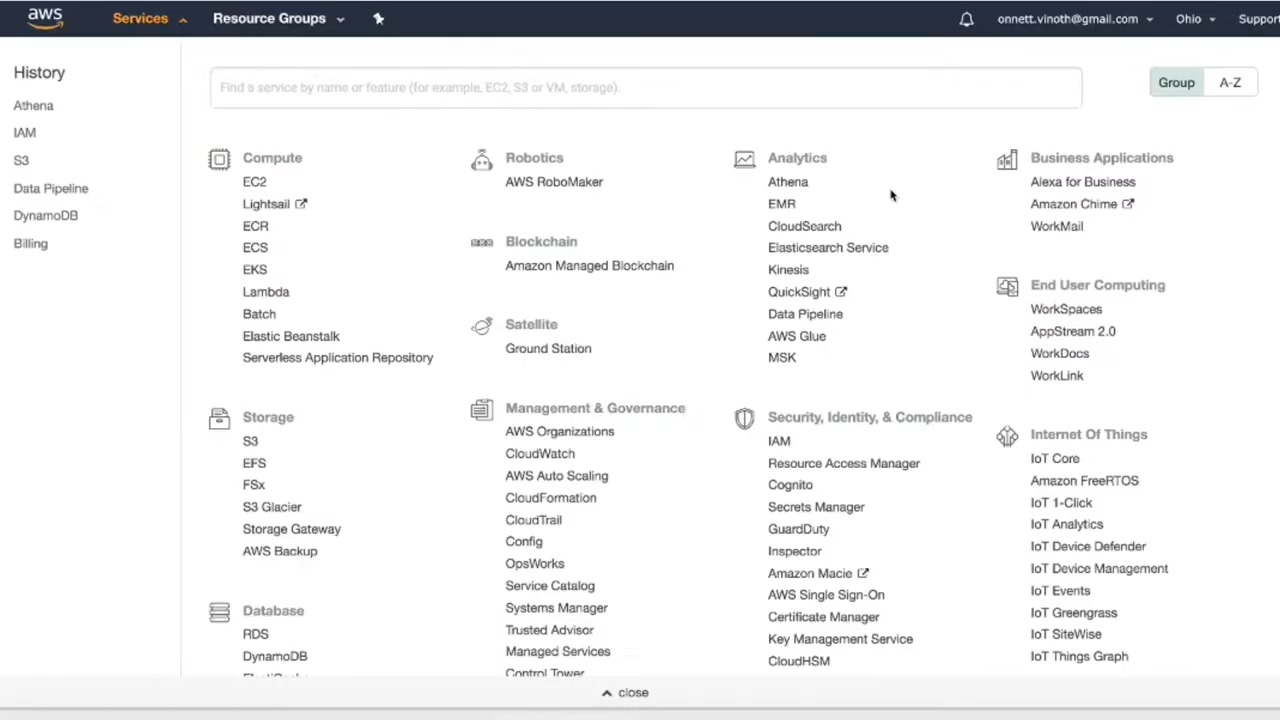 aws
Services
Resource Groups
onnett.vinoth@gmail.com
Ohio
Support
History
Athena
IAM
S3
Data Pipeline
DynamoDB
Billing
Find a service by name or feature (for example, EC2, S3 or VM, storage).
Group
A-Z
Compute
EC2
Lightsail
ECR
ECS
EKS
Lambda
Batch
Elastic Beanstalk
Serverless Application Repository
Storage
S3
EFS
FSx
S3 Glacier
Storage Gateway
AWS Backup
Database
RDS
DynamoDB
Robotics
AWS RoboMaker
Blockchain
Amazon Managed Blockchain
Satellite
Ground Station
Management & Governance
AWS Organizations
CloudWatch
AWS Auto Scaling
CloudFormation
CloudTrail
Config
OpsWorks
Service Catalog
Systems Manager
Trusted Advisor
Managed Services
Control Tower
Analytics
Athena
EMR
CloudSearch
Elasticsearch Service
Kinesis
QuickSight
Data Pipeline
AWS Glue
MSK
Security, Identity, & Compliance
IAM
Resource Access Manager
Cognito
Secrets Manager
GuardDuty
Inspector
Amazon Macie
AWS Single Sign-On
Certificate Manager
Key Management Service
CloudHSM
Business Applications
Alexa for Business
Amazon Chime
WorkMail
End User Computing
WorkSpaces
AppStream 2.0
WorkDocs
WorkLink
Internet Of Things
IoT Core
Amazon FreeRTOS
IoT 1-Click
IoT Analytics
IoT Device Defender
IoT Device Management
IoT Events
IoT Greengrass
IoT SiteWise
IoT Things Graph
close